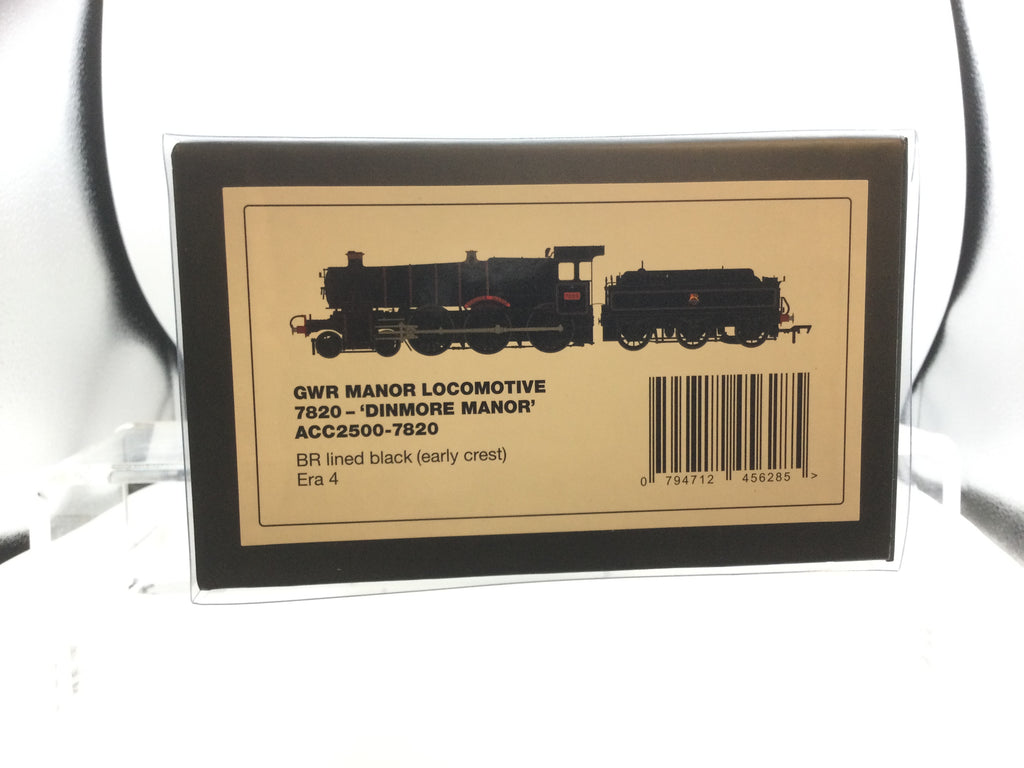 GWR MANOR LOCOMOTIVE
7820 – ‘DINMORE MANOR’
ACC2500-7820
BR lined black (early crest)
Era 4
0 794712 456285 >